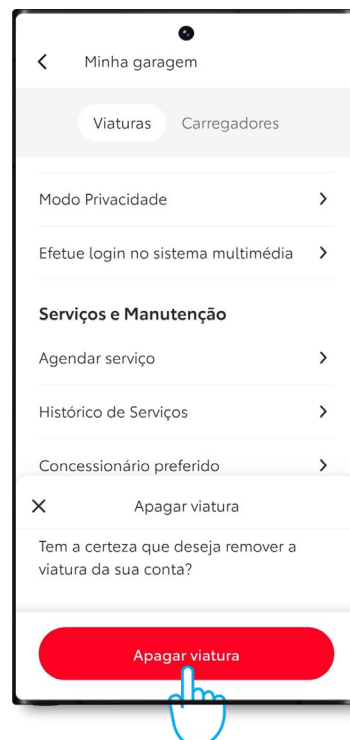 Minha garagem
Viaturas Carregadores
Modo Privacidade
Efetue login no sistema multimédia
Serviços e Manutenção
Agendar serviço
Histórico de Serviços
Concessionário preferido
Apagar viatura
Tem a certeza que deseja remover a
viatura da sua conta?
Apagar viatura